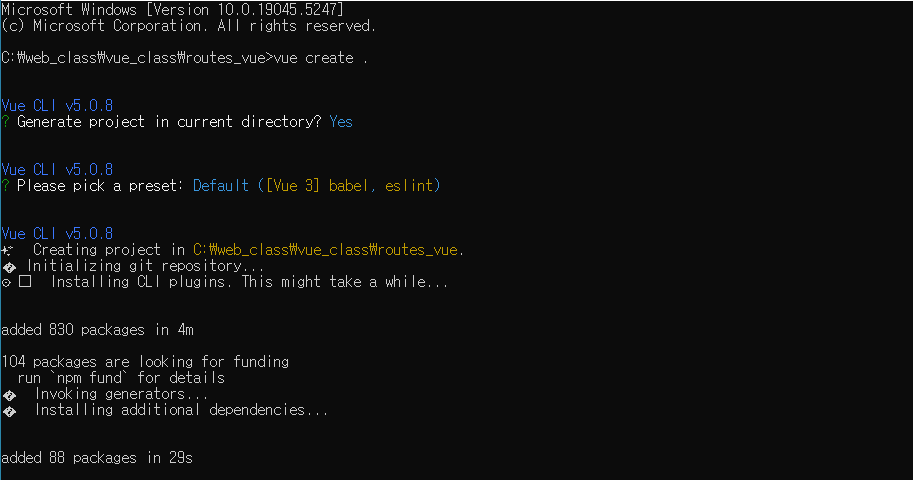 Microsoft Windows [Version 10.0.19045.5247]
(c) Microsoft Corporation. All rights reserved.
C:₩web_class₩vue_class₩routes_vue>vue create .
Vue CLI v5.0.8
? Generate project in current directory? Yes
Vue CLI v5.0.8
? Please pick a preset: Default ([Vue 3] babel, eslint)
Vue CLI v5.0.8
✨  Creating project in C:₩web_class₩vue_class₩routes_vue.
� Initializing git repository...
⚙ □  Installing CLI plugins. This might take a while...
added 830 packages in 4m
104 packages are looking for funding
  run `npm fund` for details
�  Invoking generators...
�  Installing additional dependencies...
added 88 packages in 29s